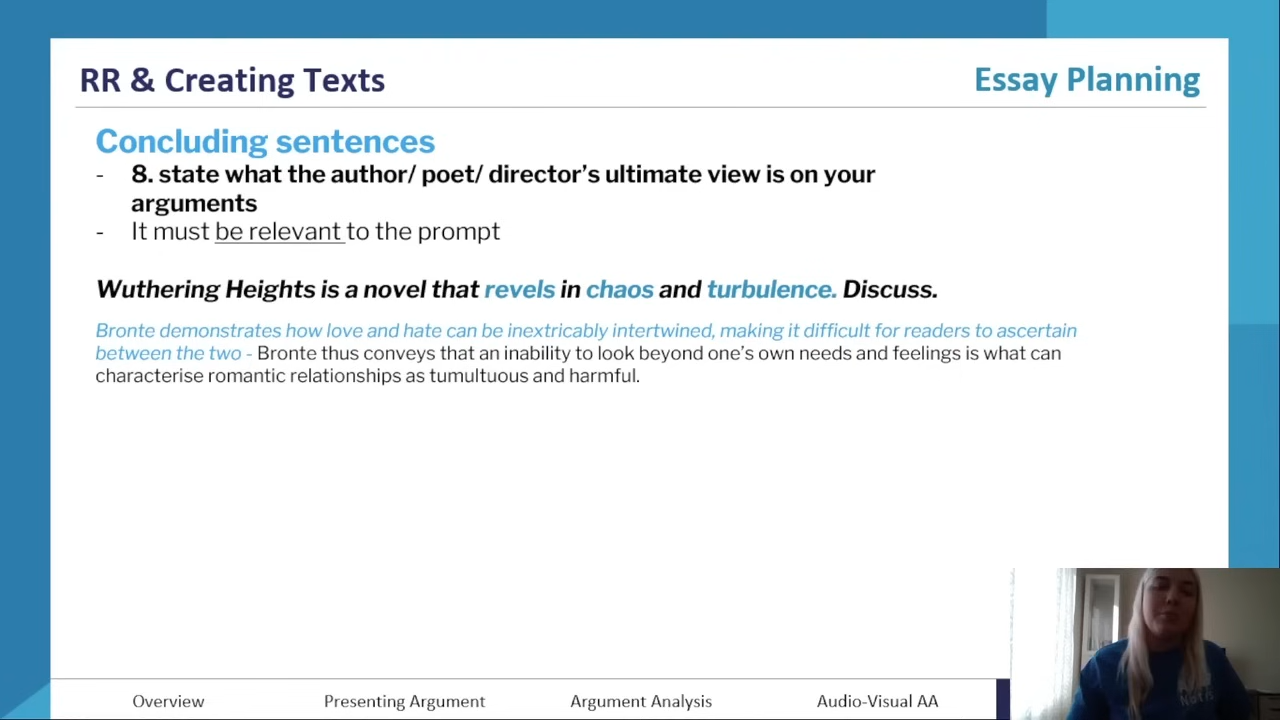 RR & Creating Texts
Essay Planning
Concluding sentences
- 8. state what the author/ poet/ director's ultimate view is on your
arguments
- It must be relevant to the prompt
Wuthering Heights is a novel that revels in chaos and turbulence. Discuss.
Bronte demonstrates how love and hate can be inextricably intertwined, making it difficult for readers to ascertain
between the two - Bronte thus conveys that an inability to look beyond one's own needs and feelings is what can
characterise romantic relationships as tumultuous and harmful.
Overview
Presenting Argument
Argument Analysis
Audio-Visual AA